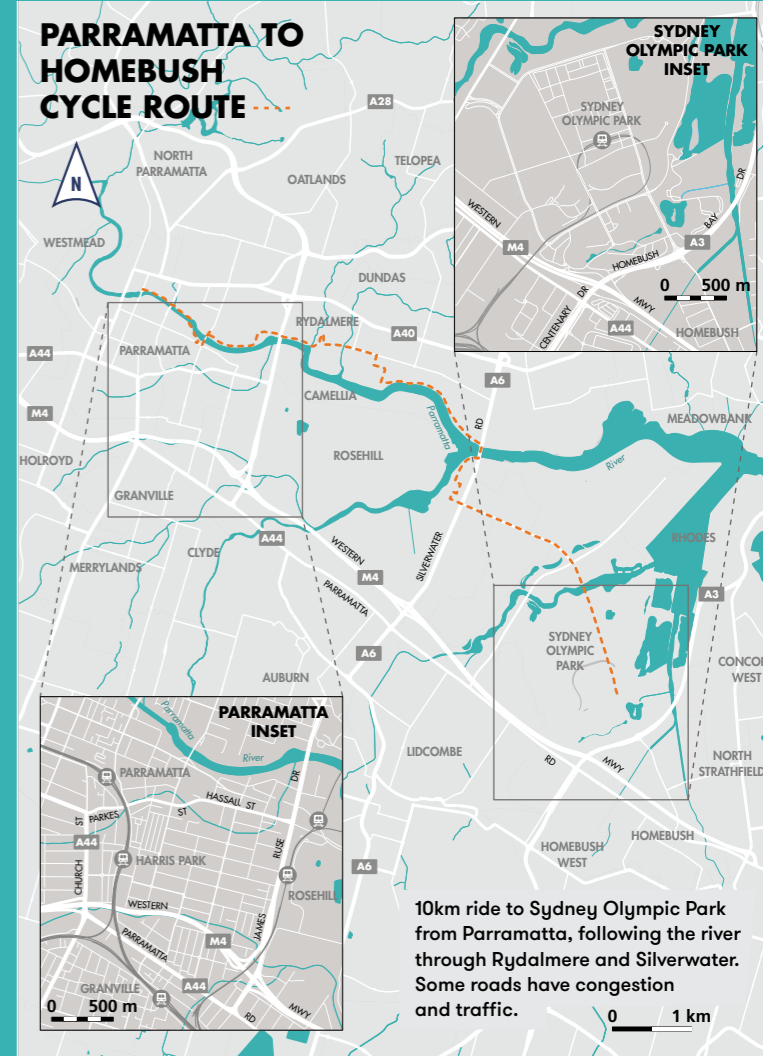 PARRAMATTA TO
HOMEBUSH
CYCLE ROUTE
SYDNEY
OLYMPIC PARK
INSET
SYDNEY
OLYMPIC PARK
WESTERN
M4
DR
BAY
A3
HOMEBUSH
DR
CENTENARY
MWY
A44
HOMEBUSH
0 500 m
N
A28
NORTH
PARRAMATTA
OATLANDS
TELOPEA
WESTMEAD
DUNDAS
RYDALMERE
A40
A44
PARRAMATTA
A6
CAMELLIA
Parramatta
RD
MEADOWBANK
M4
HOLROYD
ROSEHILL
River
GRANVILLE
A44
CLYDE
WESTERN
SILVERWATER
RHODES
MERRYLANDS
M4
PARRAMATTA
A3
A6
SYDNEY
OLYMPIC
PARK
CONCOR
WEST
AUBURN
LIDCOMBE
RD
MWY
NORTH
STRATHFIELD
HOMEBUSH
HOMEBUSH
WEST
A6
PARRAMATTA
INSET
Parramatta
River
PARRAMATTA
DR
HASSALL ST
ST
PARKES
ST
A44
HARRIS PARK
RUSE
CHURCH
ROSEHILL
WESTERN
JAMES
PARRAMATTA
M4
GRANVILLE
A44
0 500 m
RD
MWY
10km ride to Sydney Olympic Park
from Parramatta, following the river
through Rydalmere and Silverwater.
Some roads have congestion
and traffic.
0 1 km